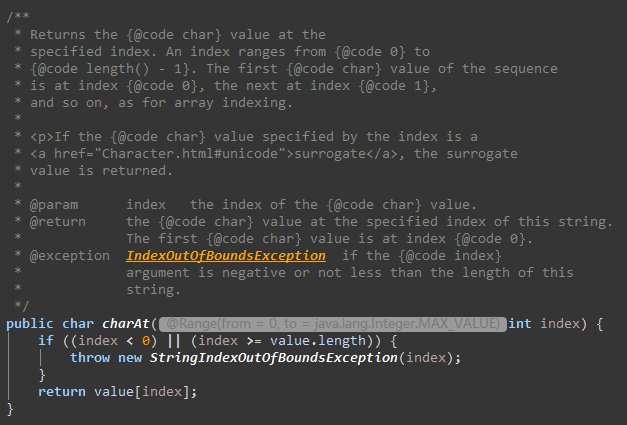 /**
 * Returns the {@code char} value at the
 * specified index. An index ranges from {@code 0} to
 * {@code length() - 1}. The first {@code char} value of the sequence
 * is at index {@code 0}, the next at index {@code 1},
 * and so on, as for array indexing.
 *
 * <p>If the {@code char} value specified by the index is a
 * <a href="Character.html#unicode">surrogate</a>, the surrogate
 * value is returned.
 *
 * @param      index   the index of the {@code char} value.
 * @return     the {@code char} value at the specified index of this string.
 *             The first {@code char} value is at index {@code 0}.
 * @exception  IndexOutOfBoundsException  if the {@code index}
 *             argument is negative or not less than the length of this
 *             string.
 */
public char charAt( @Range(from = 0, to = java.lang.Integer.MAX_VALUE) int index) {
    if ((index < 0) || (index >= value.length)) {
        throw new StringIndexOutOfBoundsException(index);
    }
    return value[index];
}